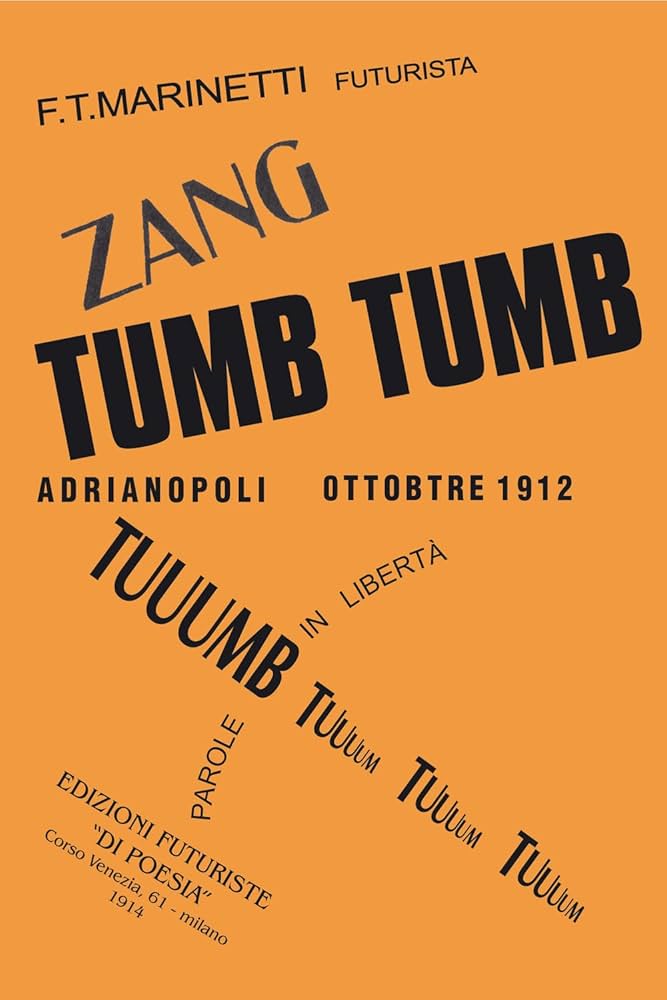 F.T.MARINETTI FUTURISTA
ZANG
TUMB TUMB
ADRIANOPOLI OTTOBTRE 1912
TUUUMB
IN LIBERTÀ
TUUUUM
TUUUUM
TUUUUM
PAROLE
EDIZIONI FUTURISTE
"DI POESIA"
Corso Venezia, 61 - milano
1914